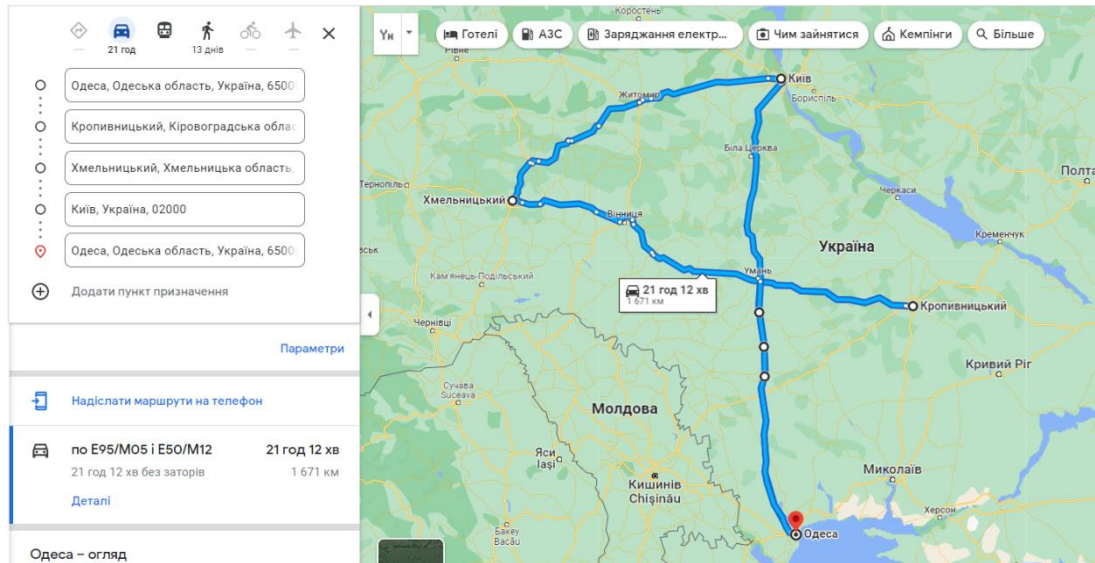 21 год
13 днів
Одеса, Одеська область, Україна, 6500
Кропивницький, Кіровоградська облас
Хмельницький, Хмельницька область,
Київ, Україна, 02000
Одеса, Одеська область, Україна, 6500
Додати пункт призначення
Параметри
Надіслати маршрути на телефон
по E95/M05 і E50/M12 21 год 12 хв
21 год 12 хв без заторів 1 671 км
Деталі
Одеса – огляд
Готелі АЗС Заряджання електр... Чим зайнятися Кемпінги Більше
Коростень
Рівне
Київ
Житомир
Бориспіль
Біла Церква
Полта
Тернопіль
Хмельницький
Черкаси
Вінниця
Кременчук
Україна
вськ
Кам'янець-Подільський
Умань
21 год 12 хв
1 671 км
Кропивницький
Чернівці
Кривий Ріг
Сучава
Suceava
Молдова
Яси
Iași
Миколаїв
Кишинів
Chișinău
Херсон
Бакеу
Bacău
Одеса